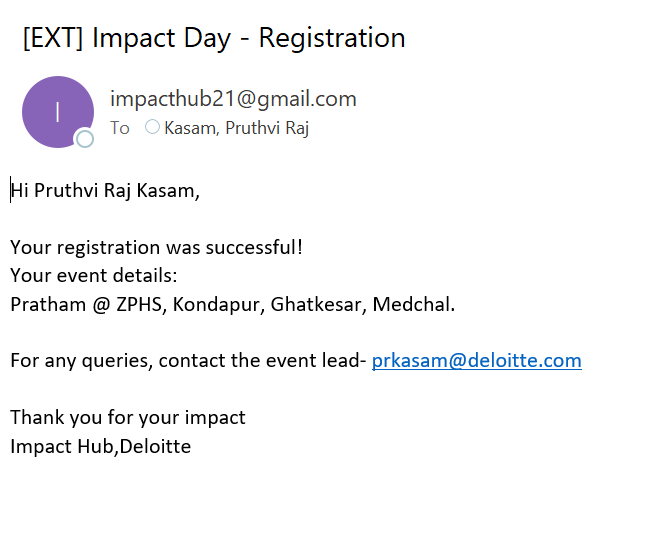 [EXT] Impact Day - Registration
I
impacthub21@gmail.com
To Kasam, Pruthvi Raj
Hi Pruthvi Raj Kasam,
Your registration was successful!
Your event details:
Pratham @ ZPHS, Kondapur, Ghatkesar, Medchal.
For any queries, contact the event lead- prkasam@deloitte.com
Thank you for your impact
Impact Hub,Deloitte